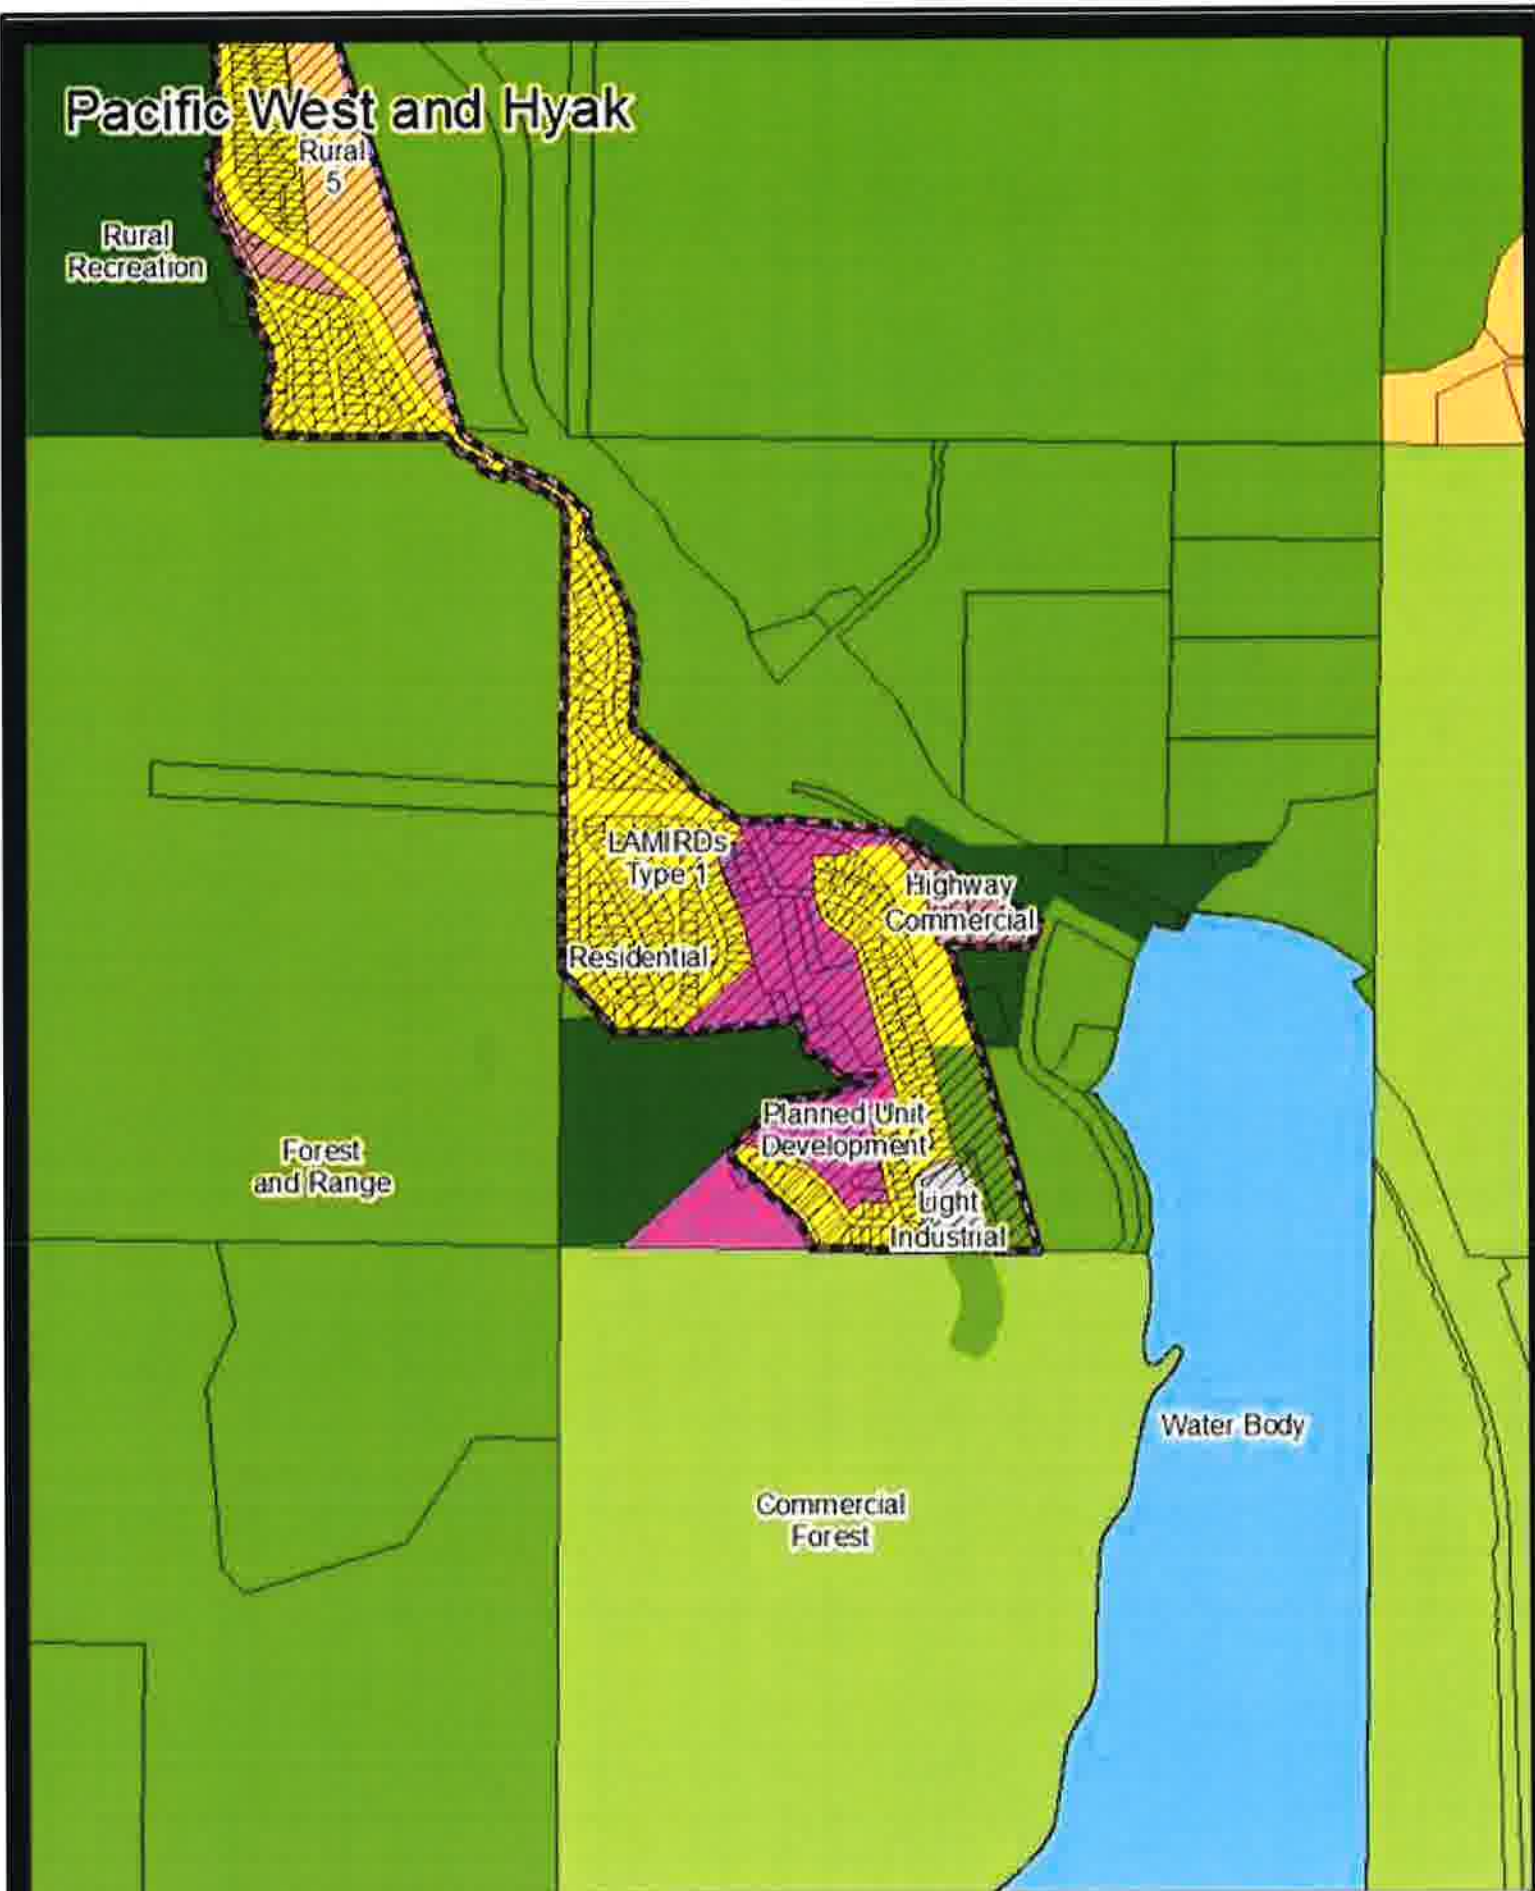 Pacific West and Hyak
Rural
5
Rural
Recreation
LAMIRDs
Type 1
Highway
Commercial
Residential
Planned Unit
Development
Forest
and Range
Light
Industrial
Water Body
Commercial
Forest